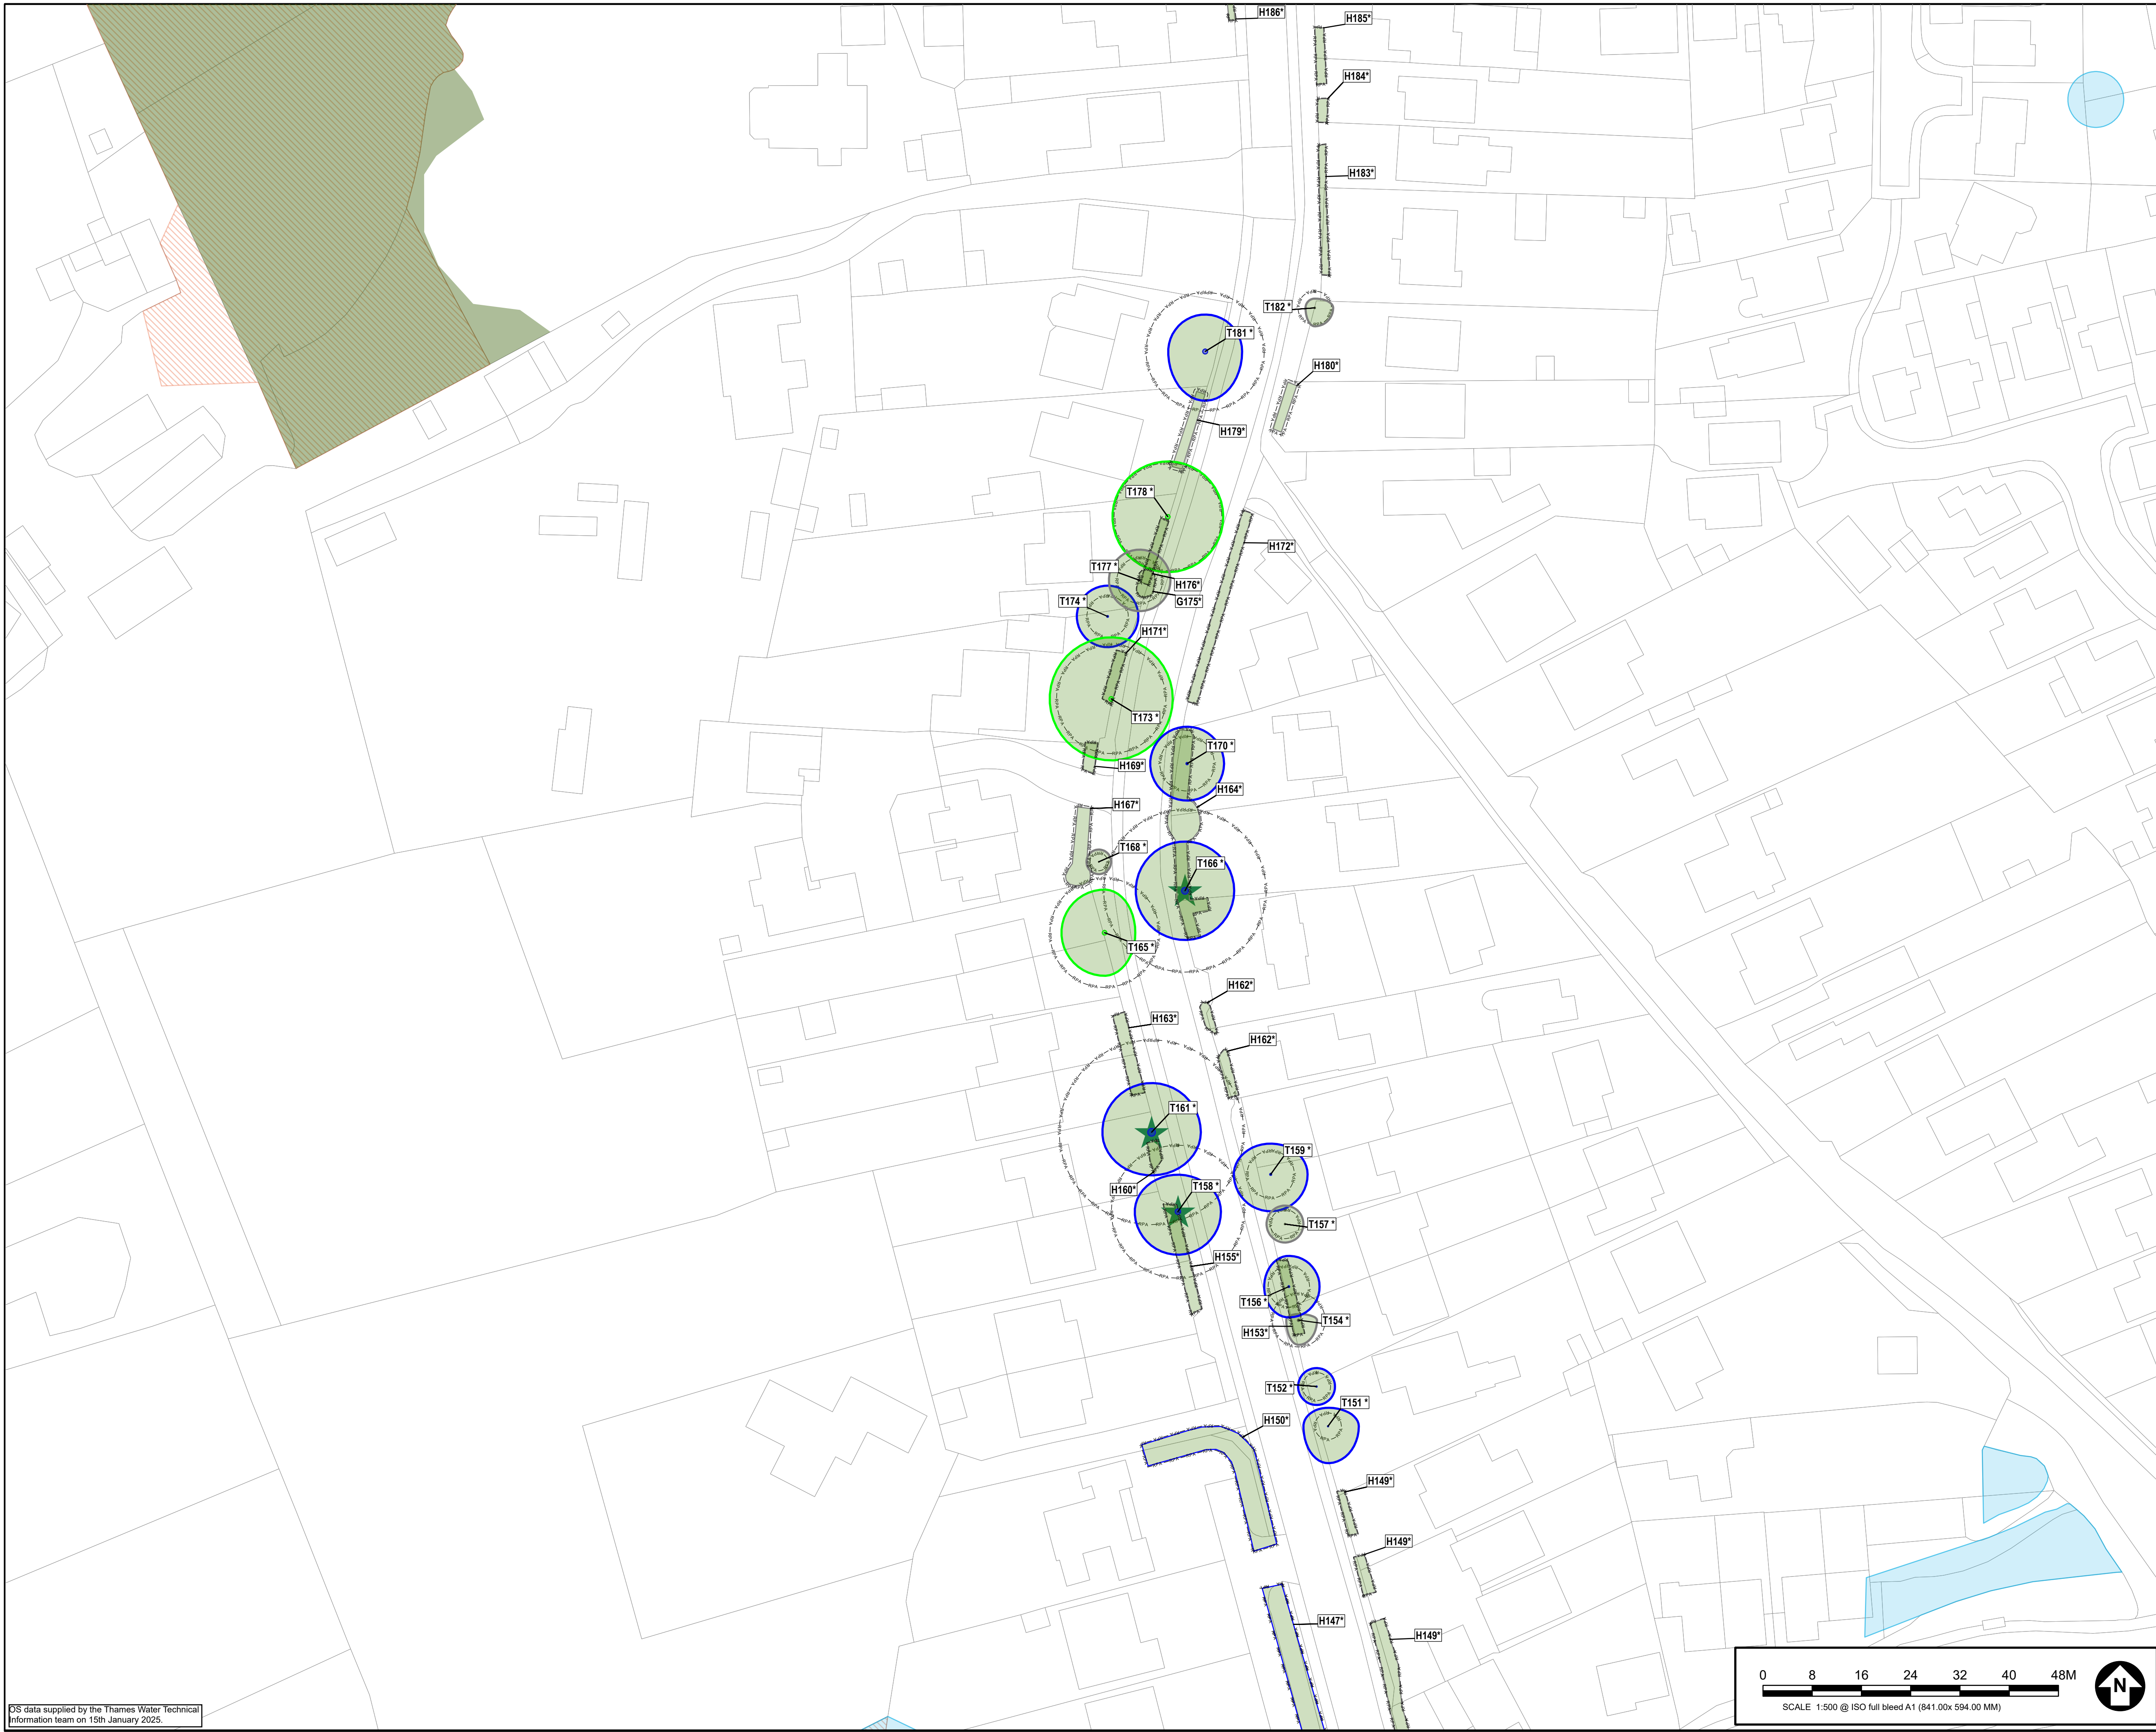 H186*
H185*
H184*
H183*
T182 *
T181 *
H180*
H179*
T178 *
H172*
T177 *
H176*
G175*
T174 *
H171*
T173 *
T170 *
H169*
H164*
H167*
T168 *
T166 *
T165 *
H162*
H163*
H162*
T161 *
T159 *
H160*
T158 *
T157 *
H155*
T156 *
T154 *
H153*
T152 *
T151 *
H150*
H149*
H149*
H147*
H149*
0 8 16 24 32 40 48M
SCALE 1:500 @ ISO full bleed A1 (841.00x 594.00 MM)
N
OS data supplied by the Thames Water Technical
Information team on 15th January 2025.